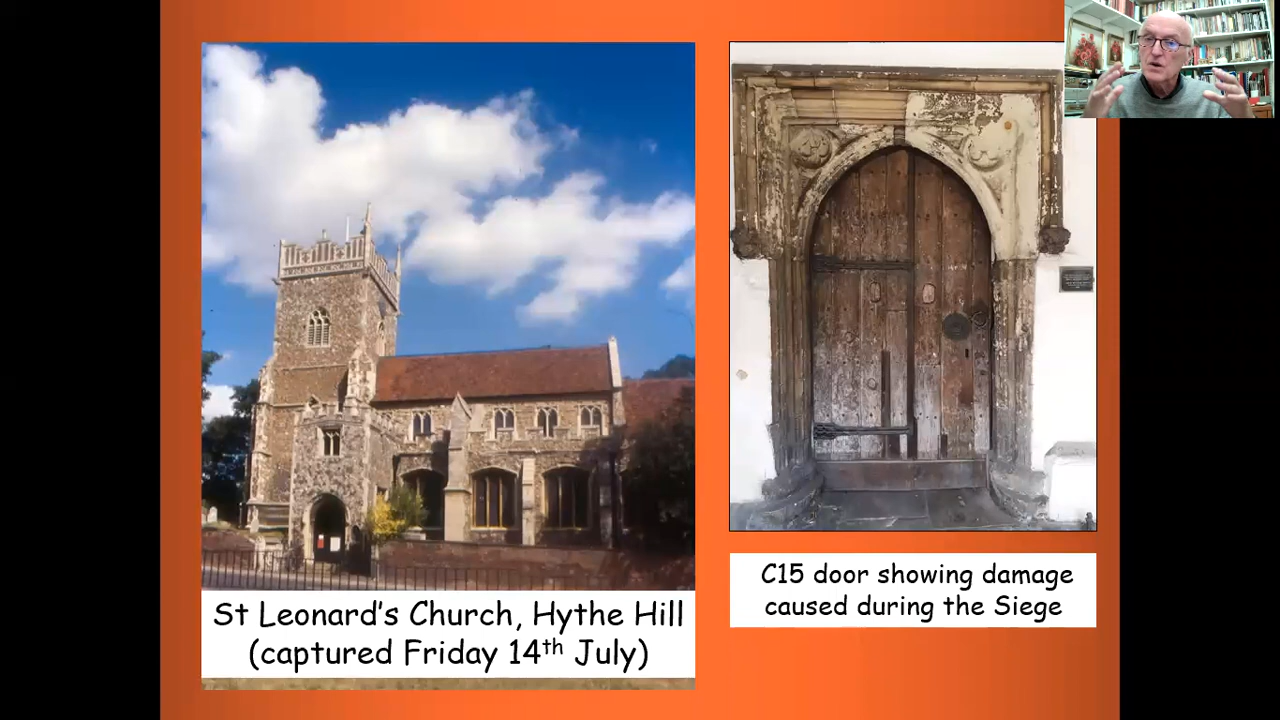 St Leonard's Church, Hythe Hill
(captured Friday 14th July)
C15 door showing damage
caused during the Siege